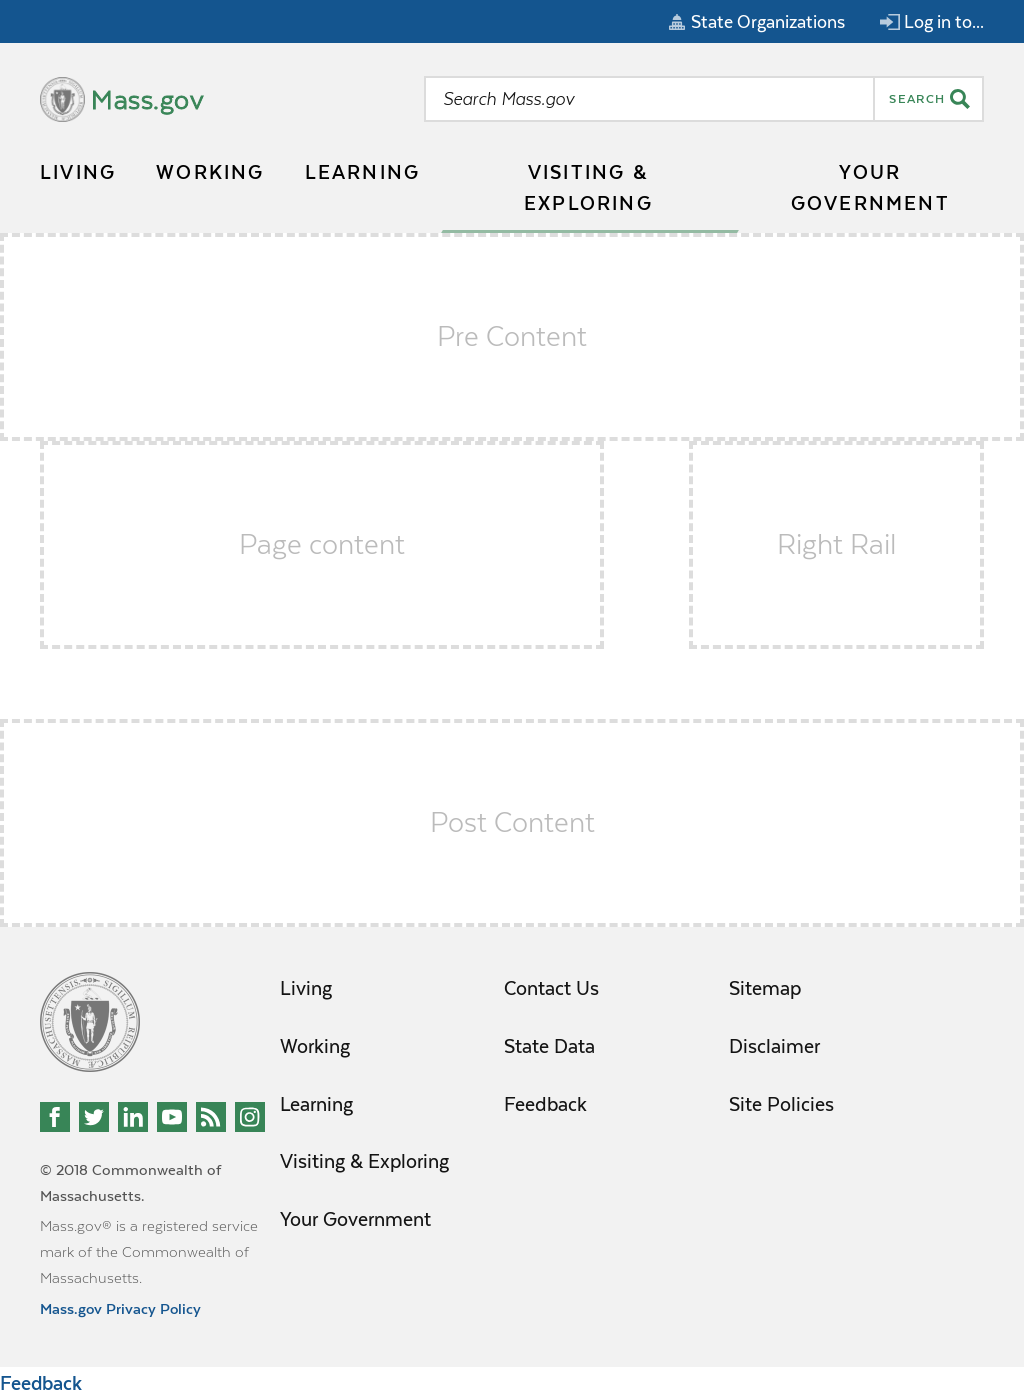 State Organizations
Log in to...
Mass.gov
Search Mass.gov
SEARCH
LIVING
WORKING
LEARNING
VISITING &
EXPLORING
YOUR
GOVERNMENT
Pre Content
Page content
Right Rail
Post Content
Living
Working
Learning
Visiting & Exploring
Your Government
Contact Us
State Data
Feedback
Sitemap
Disclaimer
Site Policies
© 2018 Commonwealth of
Massachusetts.
Mass.gov® is a registered service
mark of the Commonwealth of
Massachusetts.
Mass.gov Privacy Policy
Feedback